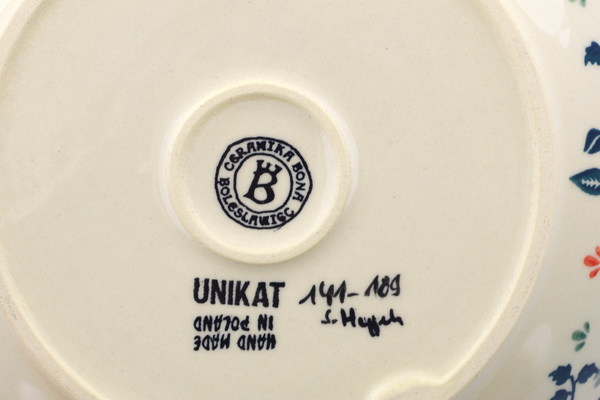 CERAMIKA BONA
BOLESŁAWIEC
B
UNIKAT 141-189
HAND MADE
IN POLAND